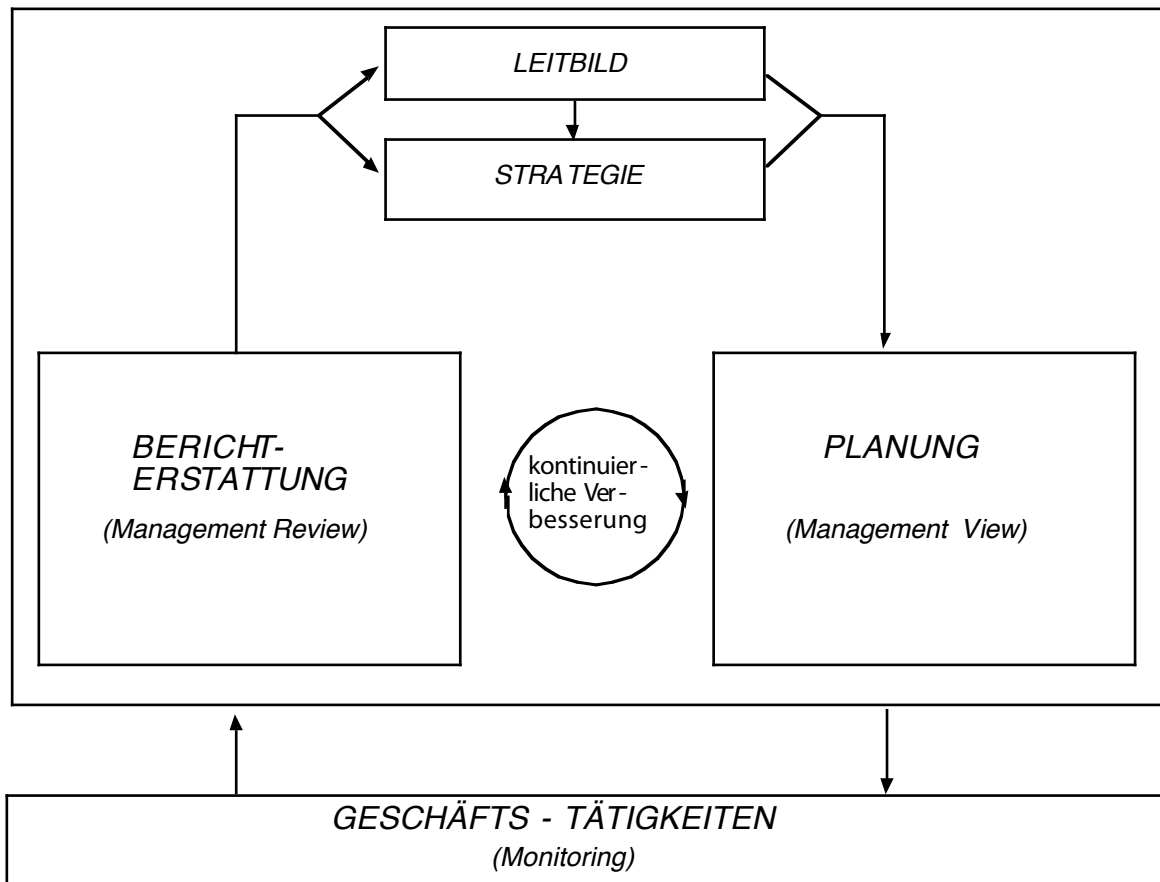 LEITBILD
STRATEGIE
BERICHT-
ERSTATTUNG
(Management Review)
kontinuier-
liche Ver-
besserung
PLANUNG
(Management View)
GESCHÄFTS - TÄTIGKEITEN
(Monitoring)